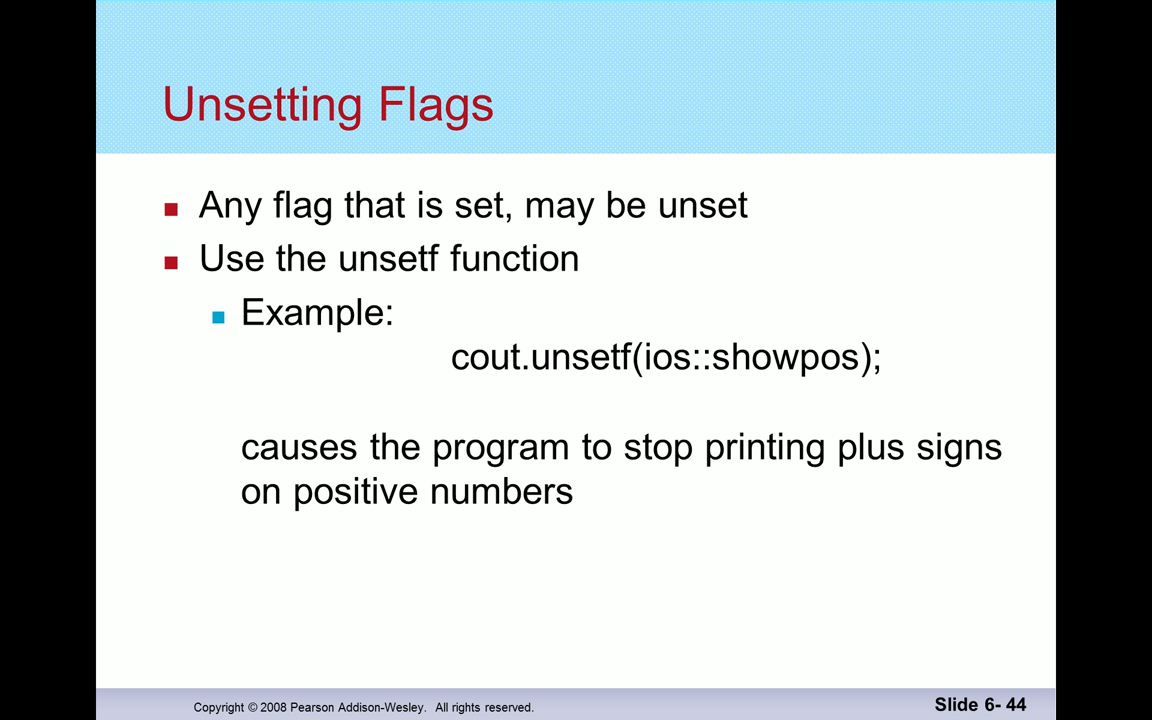 Unsetting Flags
Any flag that is set, may be unset
Use the unsetf function
Example:
cout.unsetf(ios::showpos);
causes the program to stop printing plus signs
on positive numbers
Copyright © 2008 Pearson Addison-Wesley. All rights reserved.
Slide 6- 44